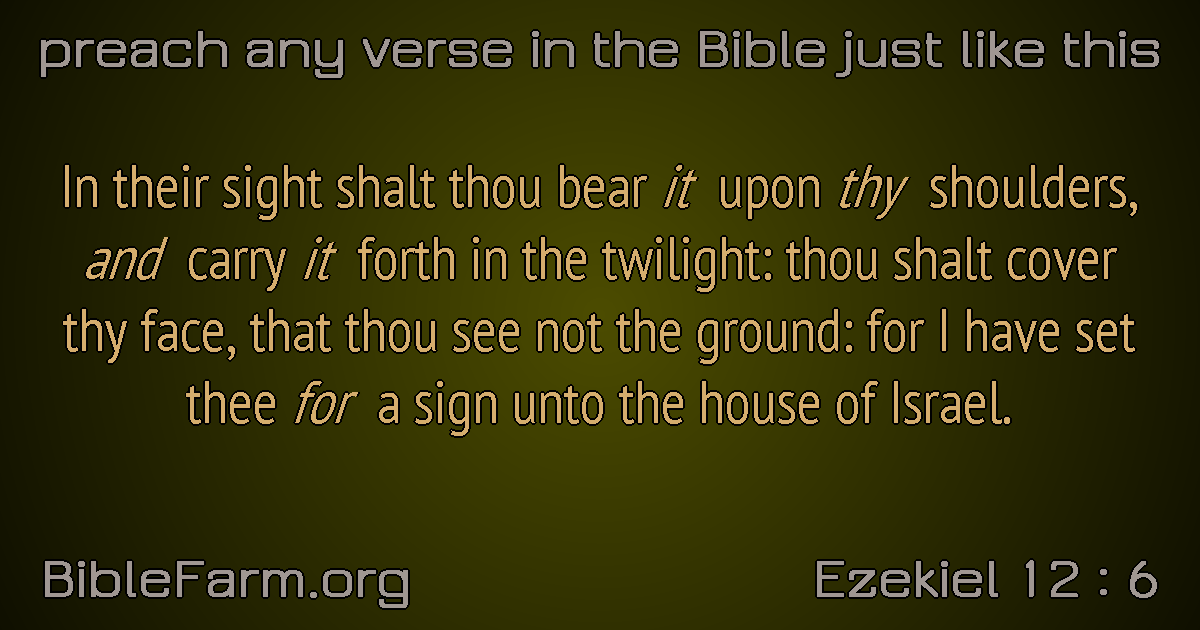 preach any verse in the Bible just like this
In their sight shalt thou bear it upon thy shoulders,
and carry it forth in the twilight: thou shalt cover
thy face, that thou see not the ground: for I have set
thee for a sign unto the house of Israel.
BibleFarm.org
Ezekiel 12 : 6